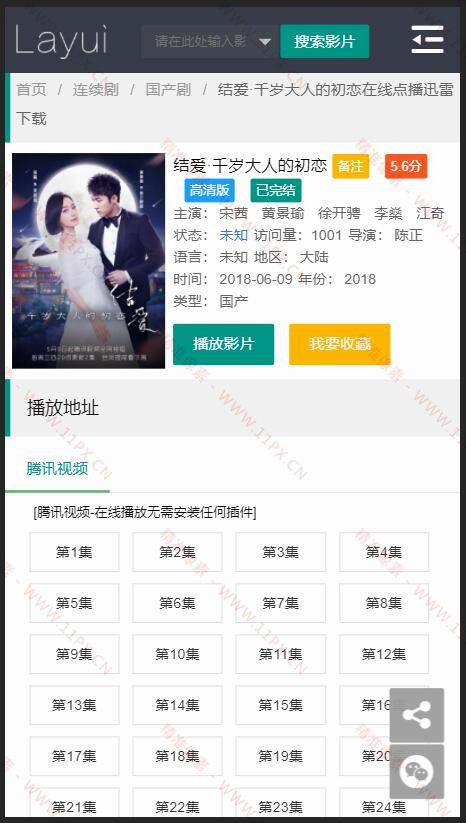 Layui
请在此处输入影
搜索影片
首页 / 连续剧 / 国产剧 / 结爱·千岁大人的初恋在线点播迅雷
下载
结爱·千岁大人的初恋 备注 5.6分
高清版 已完结
主演： 宋茜 黄景瑜 徐开骋 李燊 江奇
状态： 未知 访问量：1001 导演： 陈正
语言： 未知 地区： 大陆
时间： 2018-06-09 年份： 2018
类型： 国产
千岁大人的初恋
结爱
播放影片
我要收藏
播放地址
腾讯视频
[腾讯视频-在线播放无需安装任何插件]
第1集 第2集 第3集 第4集
第5集 第6集 第7集 第8集
第9集 第10集 第11集 第12集
第13集 第14集 第15集 第16
第17集 第18集 第19集 第20
第21集 第22集 第23集 第24集
精准像素 - WWW.11PX.CN